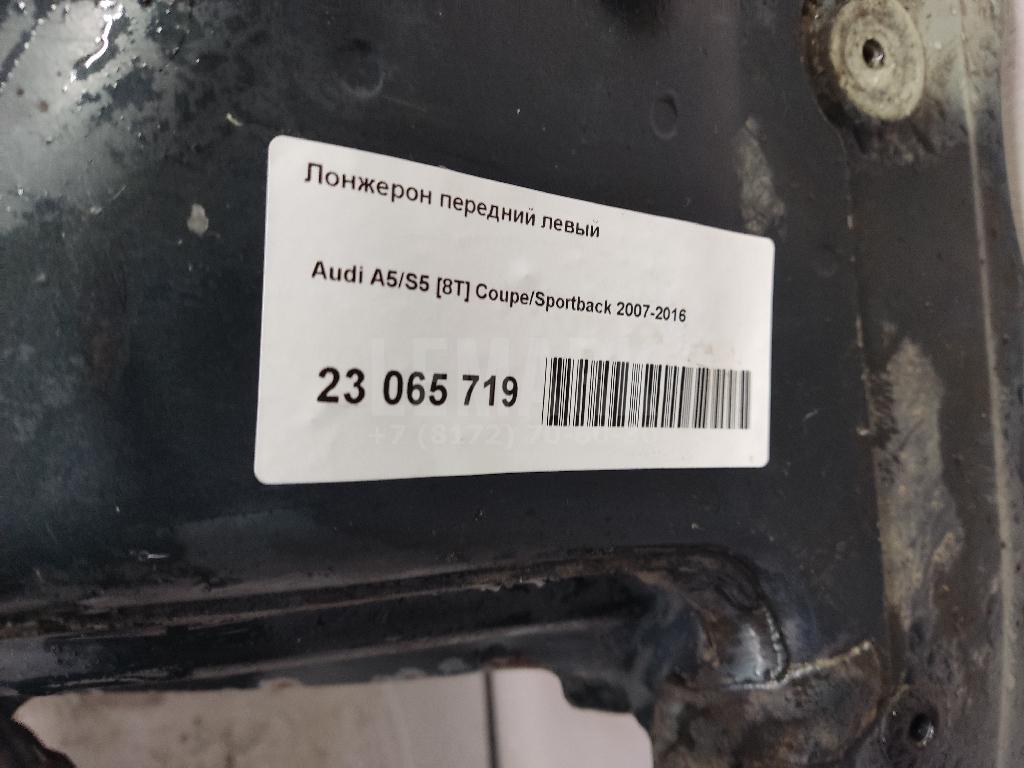 Лонжерон передний левый
Audi A5/S5 [8T] Coupe/Sportback 2007-2016
23 065 719